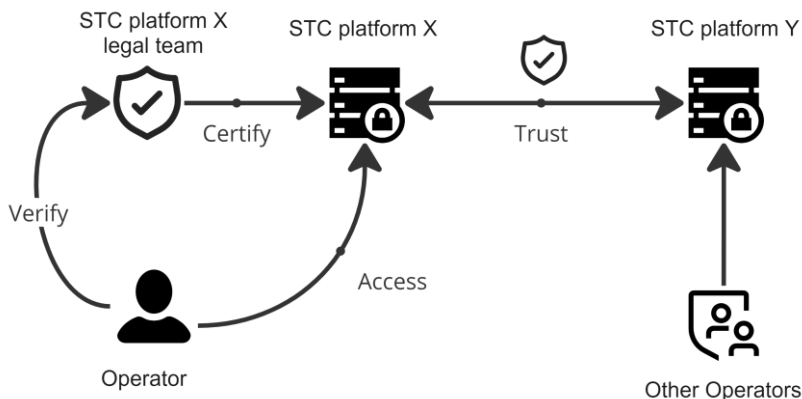 STC platform X
legal team
STC platform X
STC platform Y
Certify
Trust
Verify
Access
Operator
Other Operators